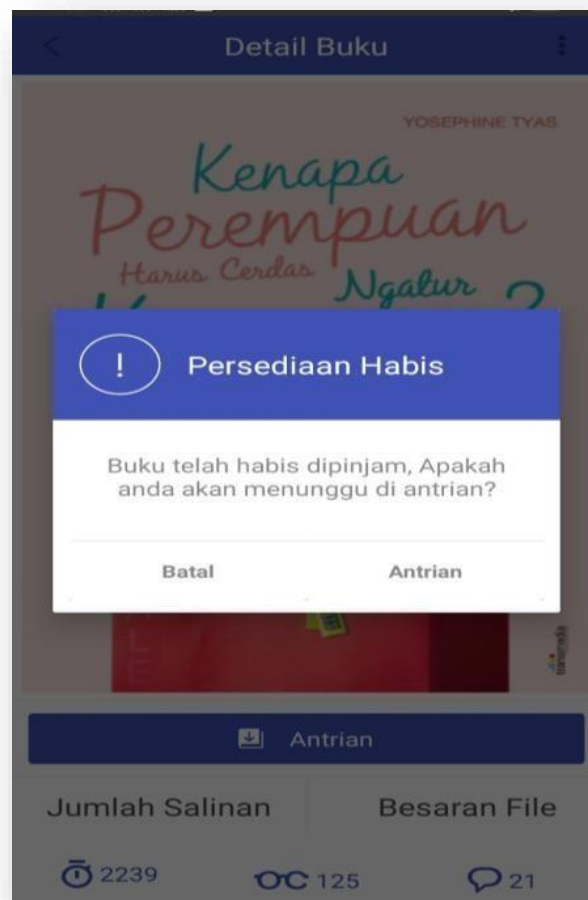 Detail Buku
YOSEPHINE TYAS
Kenapa
Perempuan
Harus Cerdas Ngatur
?
! Persediaan Habis
Buku telah habis dipinjam, Apakah
anda akan menunggu di antrian?
Batal Antrian
transmedia
Antrian
Jumlah Salinan Besaran File
2239 125 21